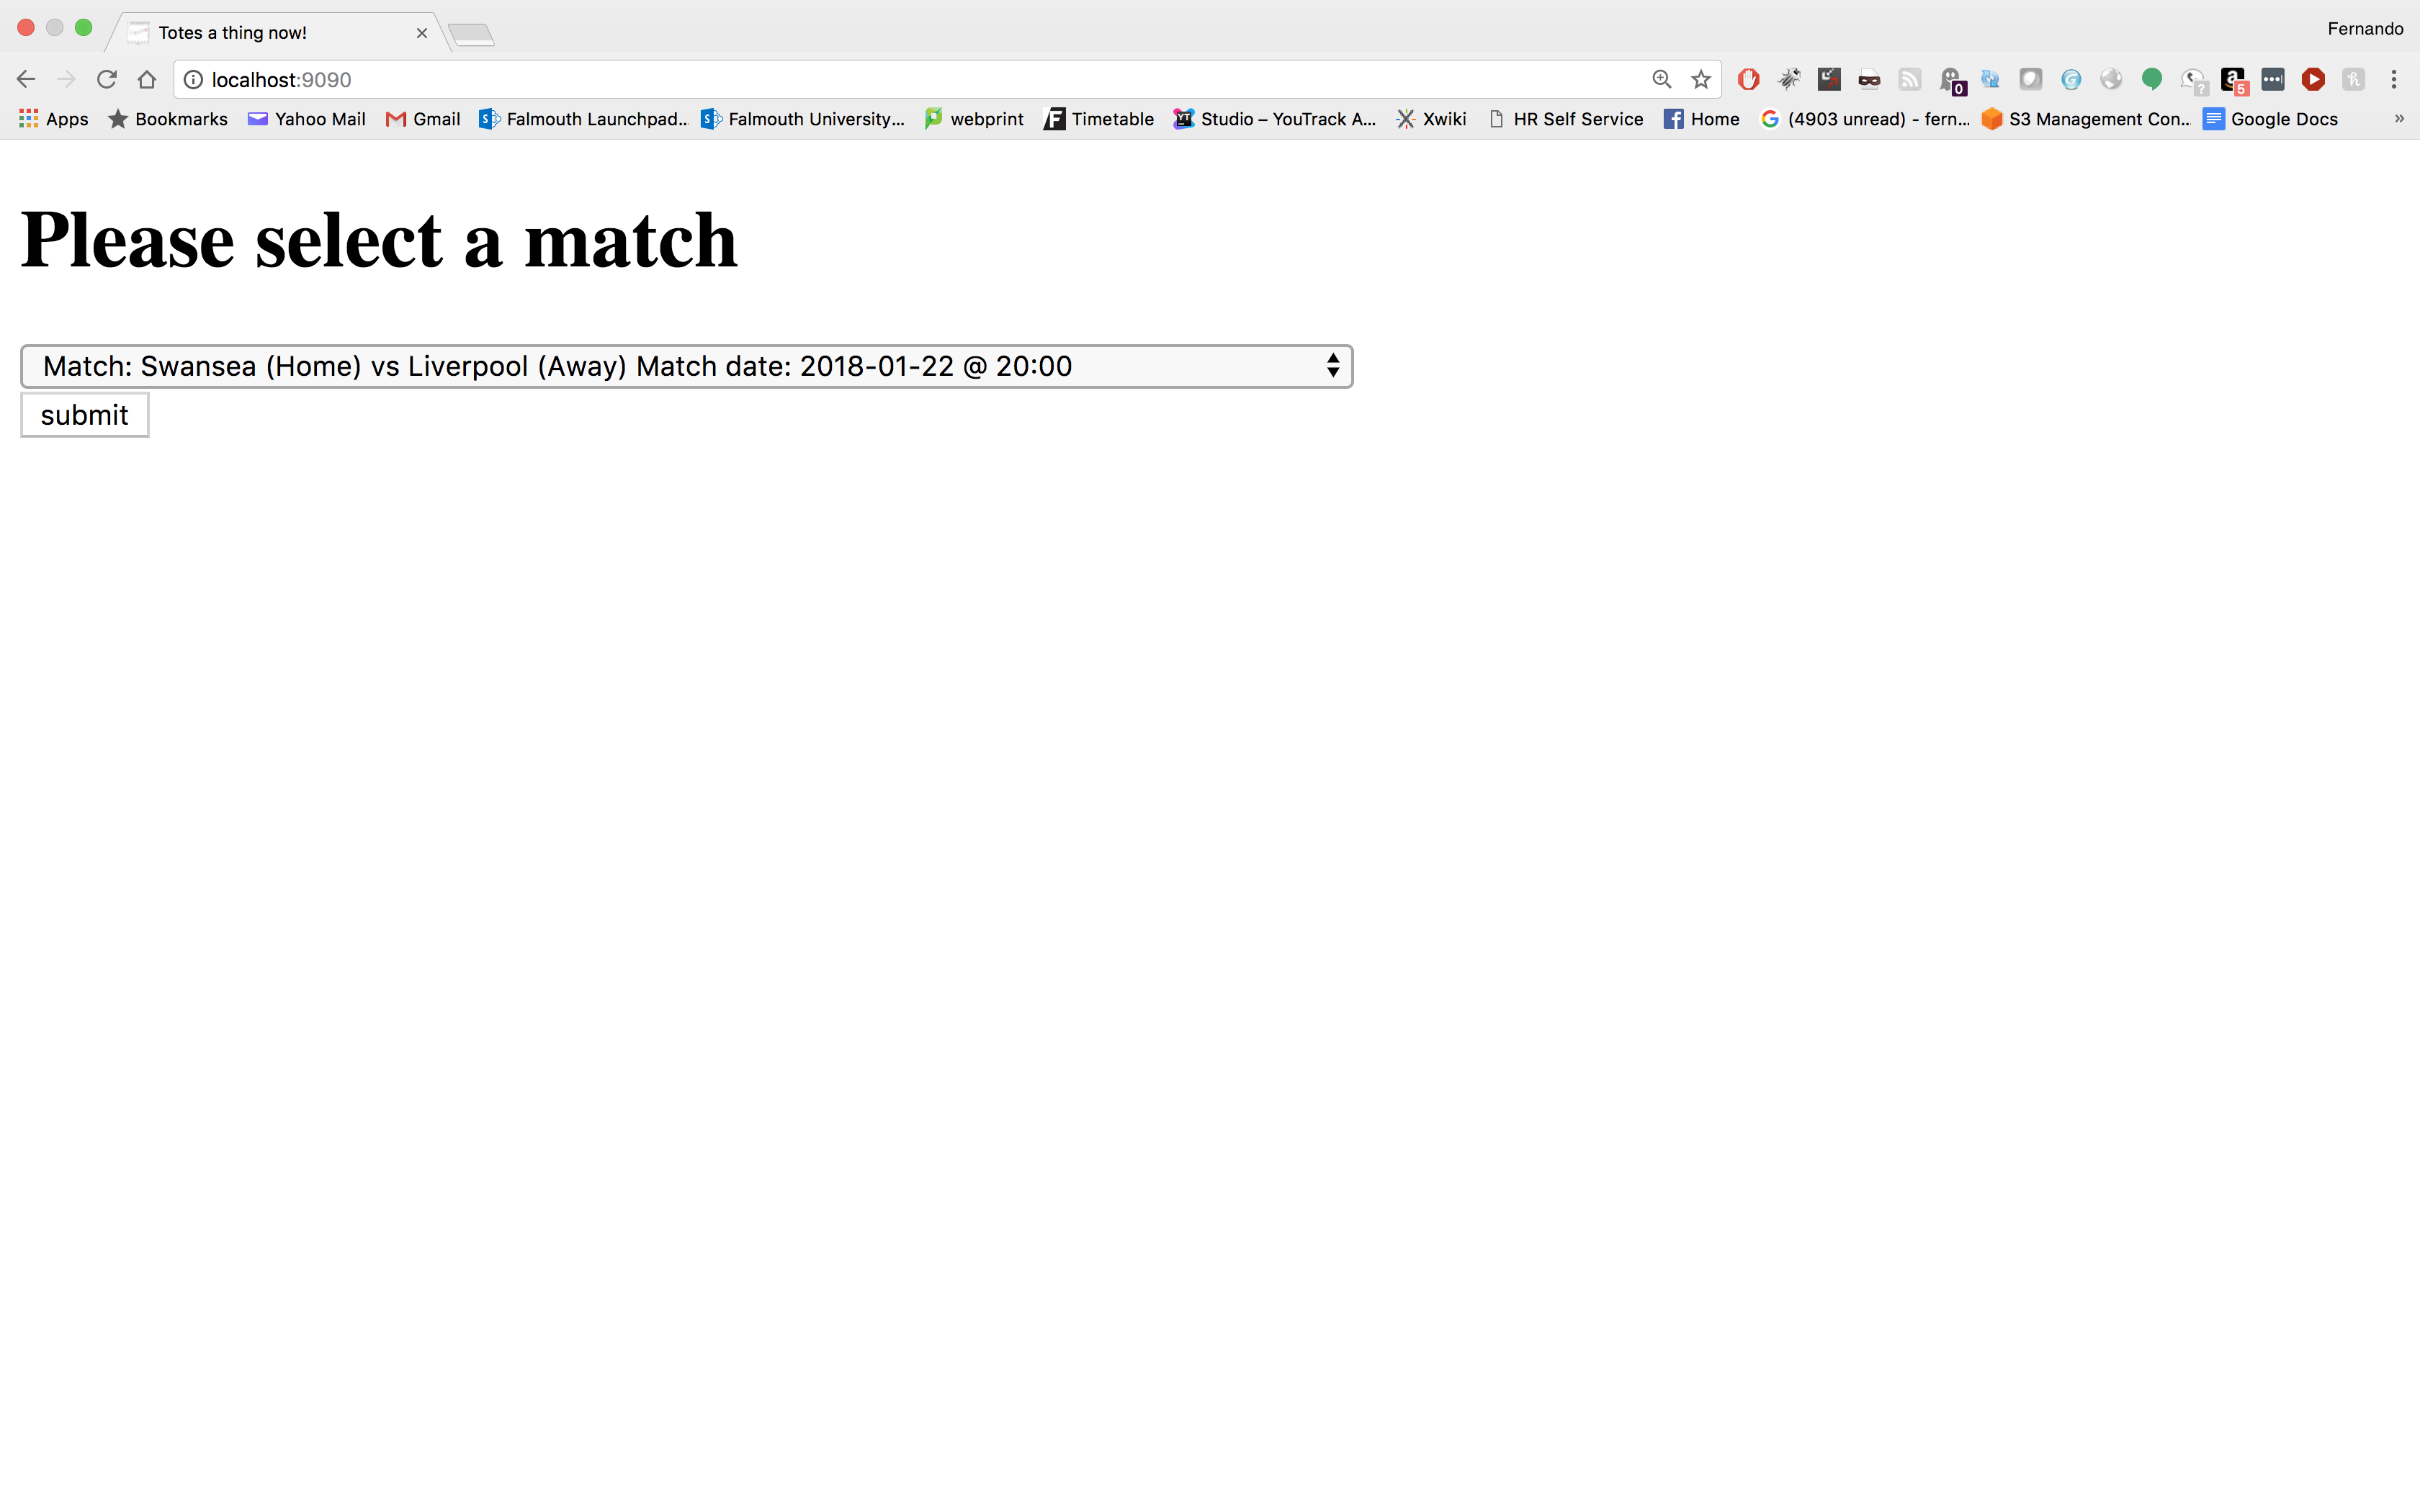 Totes a thing now!
Fernando
localhost:9090
0 ? 5
Apps Bookmarks Yahoo Mail Gmail Falmouth Launchpad... Falmouth University... webprint Timetable Studio – YouTrack A... Xwiki HR Self Service Home (4903 unread) - fern... S3 Management Con... Google Docs »
Please select a match
Match: Swansea (Home) vs Liverpool (Away) Match date: 2018-01-22 @ 20:00
submit